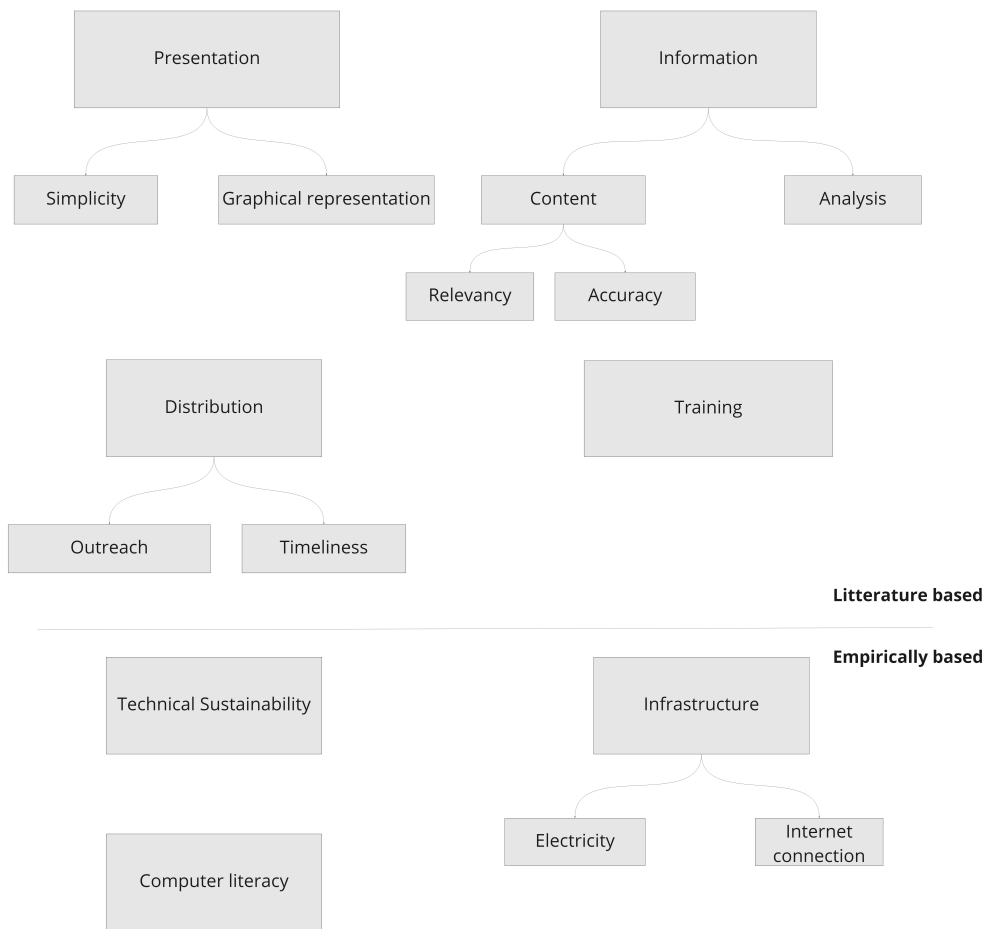 Presentation
Information
Simplicity
Graphical representation
Content
Analysis
Relevancy
Accuracy
Distribution
Training
Outreach
Timeliness
Litterature based
Empirically based
Technical Sustainability
Infrastructure
Electricity
Internet
connection
Computer literacy